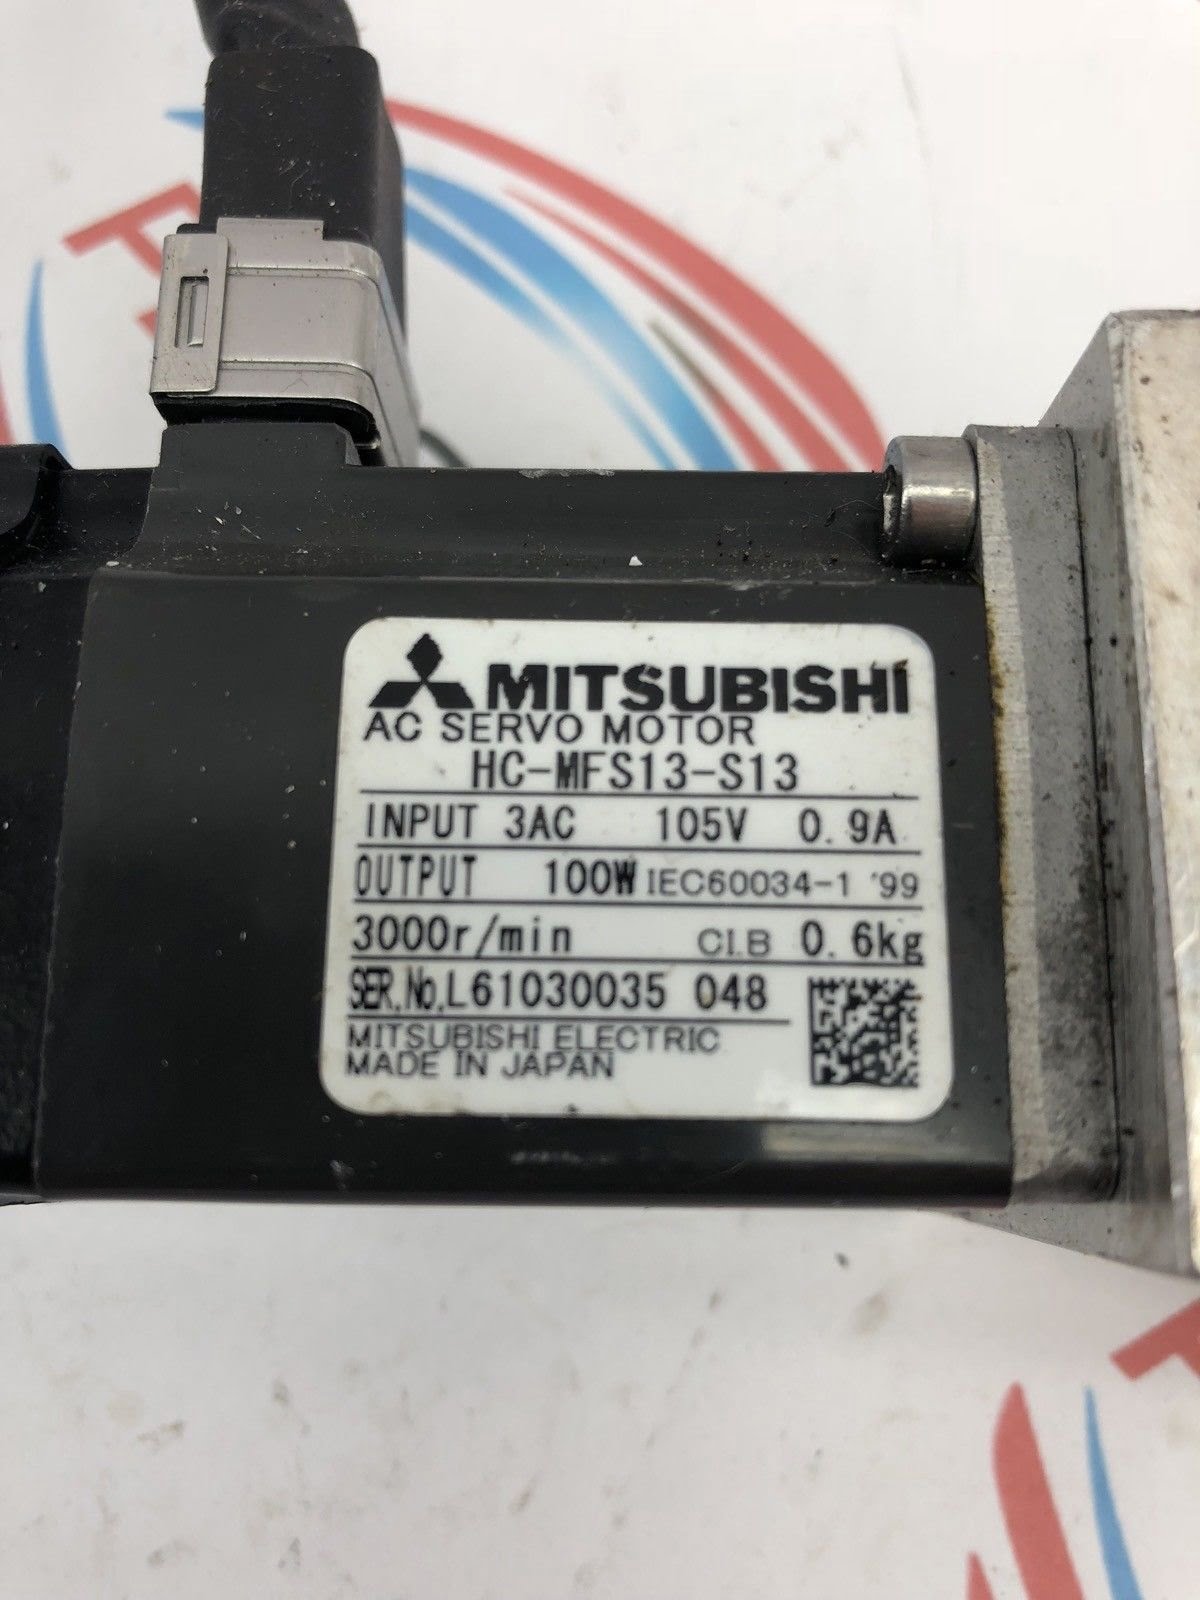 MITSUBISHI
AC SERVO MOTOR
HC-MFS13-S13
INPUT 3AC 105V 0.9A
OUTPUT 100W IEC60034-1 '99
3000r/min CI.B 0.6kg
SER.No.L61030035 048
MITSUBISHI ELECTRIC
MADE IN JAPAN